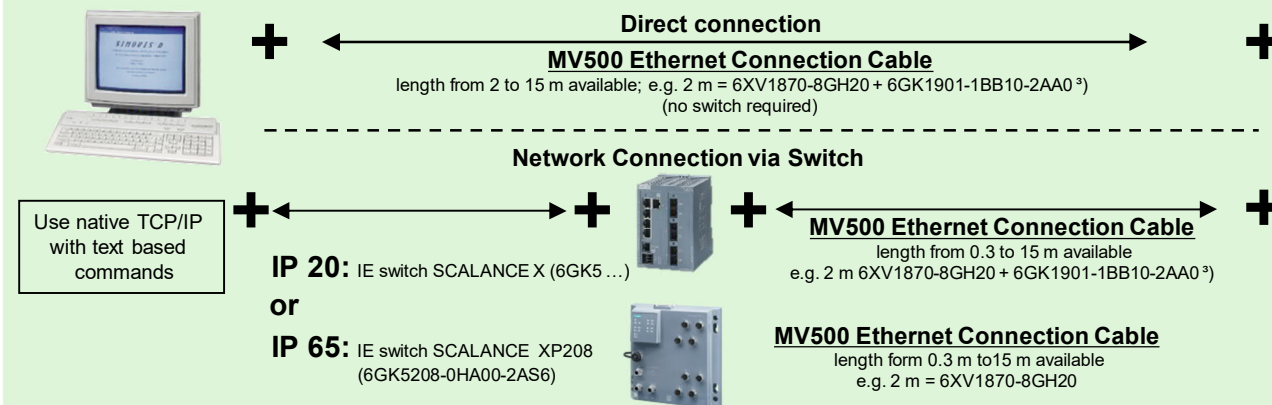 SIMORIS D
Direct connection
MV500 Ethernet Connection Cable
length from 2 to 15 m available; e.g. 2 m = 6XV1870-8GH20 + 6GK1901-1BB10-2AA0 ³)
(no switch required)
Network Connection via Switch
Use native TCP/IP
with text based
commands
IP 20: IE switch SCALANCE X (6GK5 ...)
or
IP 65: IE switch SCALANCE XP208
(6GK5208-0HA00-2AS6)
MV500 Ethernet Connection Cable
length from 0.3 to 15 m available
e.g. 2 m 6XV1870-8GH20 + 6GK1901-1BB10-2AA0 ³)
MV500 Ethernet Connection Cable
length form 0.3 m to15 m available
e.g. 2 m = 6XV1870-8GH20